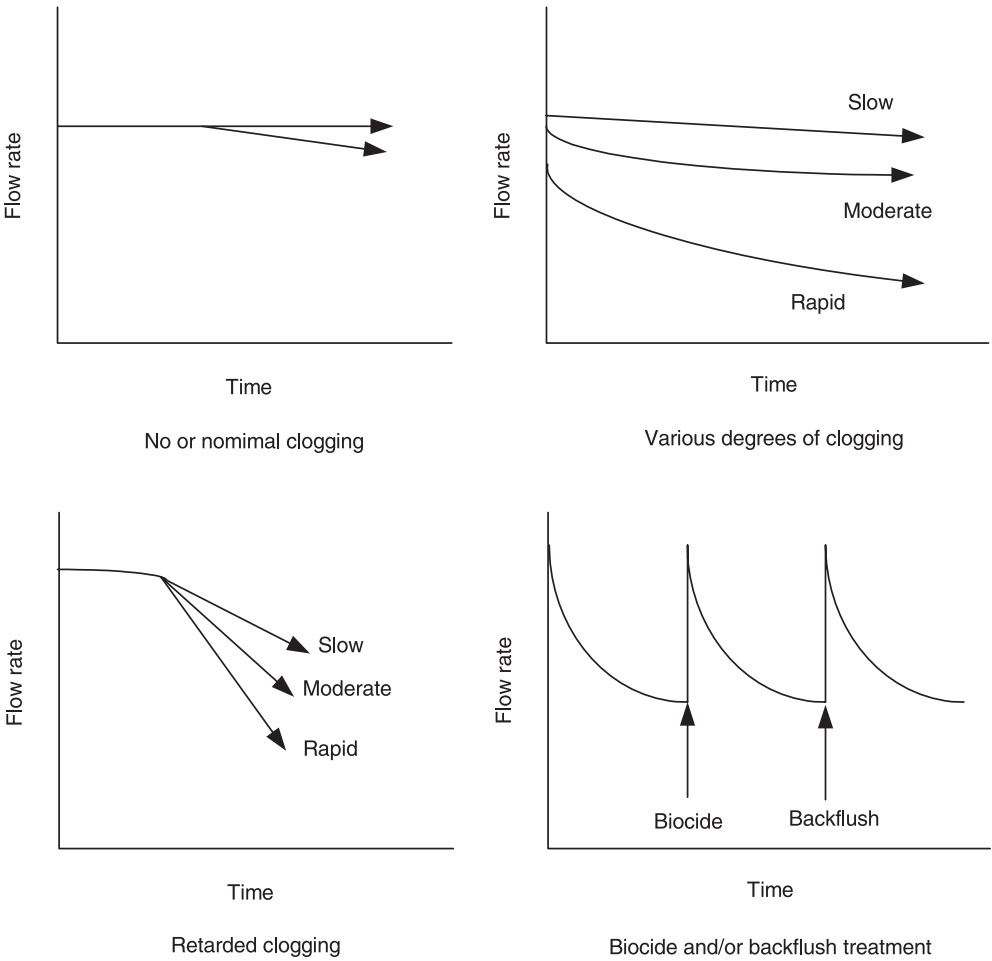 Flow rate
Time
No or nomimal clogging
Flow rate
Slow
Moderate
Rapid
Time
Various degrees of clogging
Flow rate
Slow
Moderate
Rapid
Time
Retarded clogging
Flow rate
Biocide
Backflush
Time
Biocide and/or backflush treatment